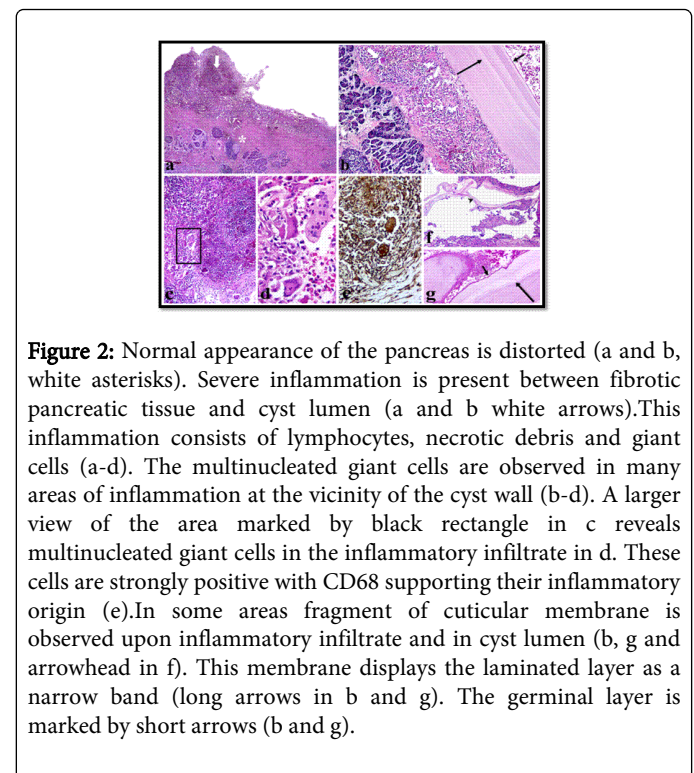 a
b
c
d
e
f
g
Figure 2: Normal appearance of the pancreas is distorted (a and b,
white asterisks). Severe inflammation is present between fibrotic
pancreatic tissue and cyst lumen (a and b white arrows).This
inflammation consists of lymphocytes, necrotic debris and giant
cells (a-d). The multinucleated giant cells are observed in many
areas of inflammation at the vicinity of the cyst wall (b-d). A larger
view of the area marked by black rectangle in c reveals
multinucleated giant cells in the inflammatory infiltrate in d. These
cells are strongly positive with CD68 supporting their inflammatory
origin (e).In some areas fragment of cuticular membrane is
observed upon inflammatory infiltrate and in cyst lumen (b, g and
arrowhead in f). This membrane displays the laminated layer as a
narrow band (long arrows in b and g). The germinal layer is
marked by short arrows (b and g).